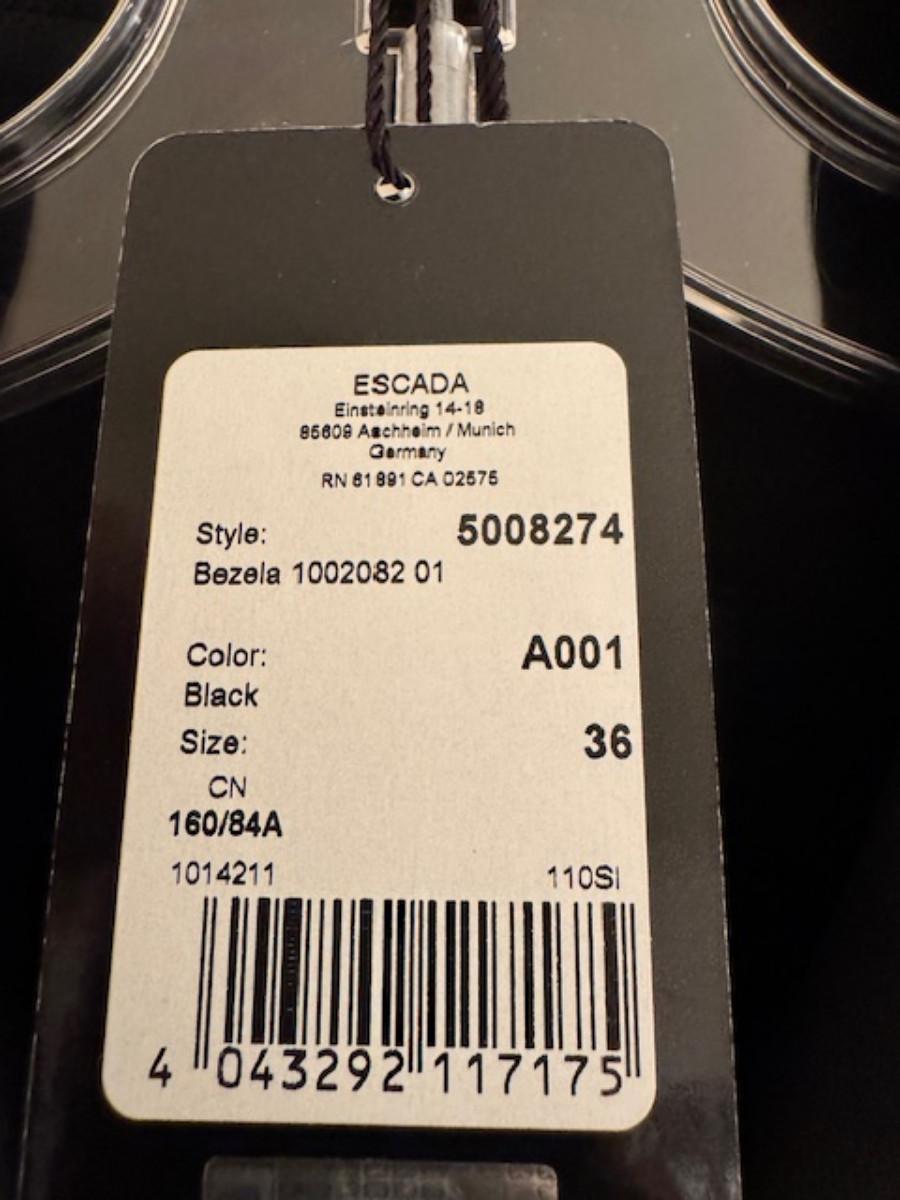 ESCADA
Einsteinring 14-18
85609 Aschheim / Munich
Germany
RN 61891 CA 02575
Style: 5008274
Bezela 1002082 01
Color: A001
Black
Size: 36
CN
160/84A
1014211 110SI
4 043292 117175